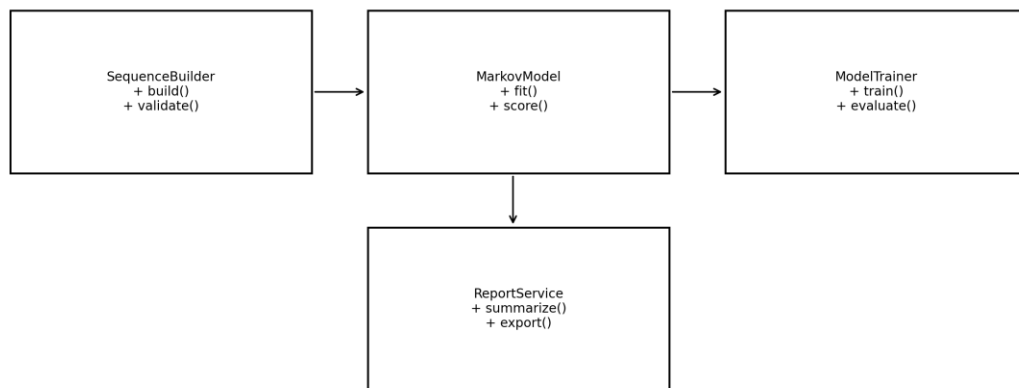 SequenceBuilder
+ build()
+ validate()
MarkovModel
+ fit()
+ score()
ModelTrainer
+ train()
+ evaluate()
ReportService
+ summarize()
+ export()